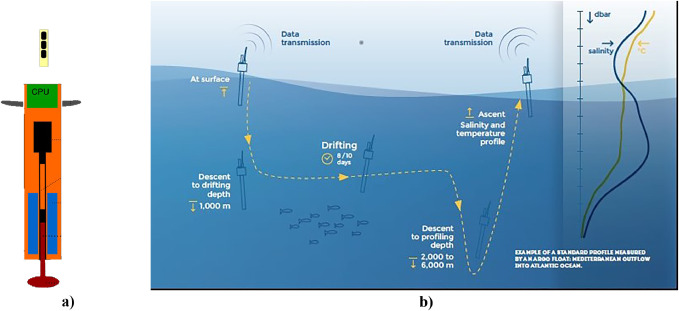 CPU
a)
Data
transmission
Data
transmission
At surface
Drifting
8/10
days
Descent
to drifting
depth
1,000 m
Ascent
Salinity and
temperature
profile
Descent
to profiling
depth
2,000 to
6,000 m
dbar
salinity
°C
EXAMPLE OF A STANDARD PROFILE MEASURED
BY AN ARGO FLOAT: MEDITERRANEAN OUTFLOW
INTO ATLANTIC OCEAN.
b)